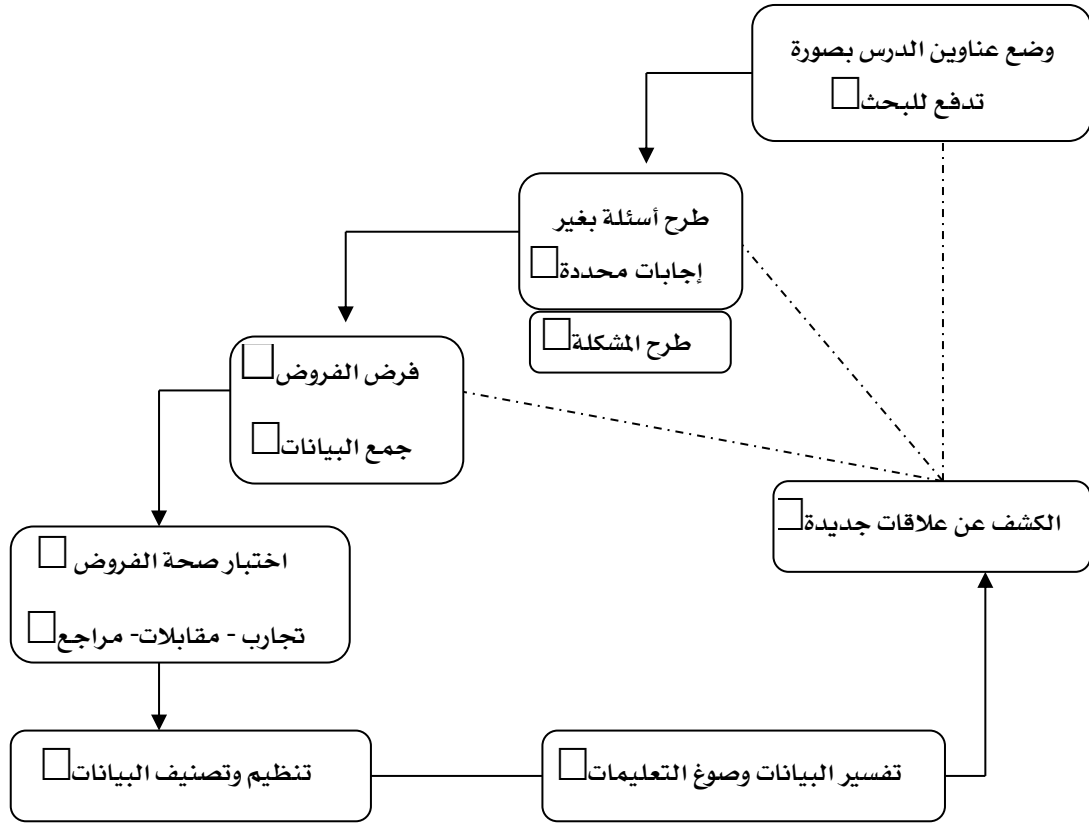 وضع عناوين الدرس بصورة
تدفع للبحث
طرح أسئلة بغير
إجابات محددة
طرح المشكلة
فرض الفروض
جمع البيانات
الكشف عن علاقات جديدة
اختبار صحة الفروض
تجارب - مقابلات- مراجع
تنظيم وتصنيف البيانات
تفسير البيانات وصوغ التعليمات